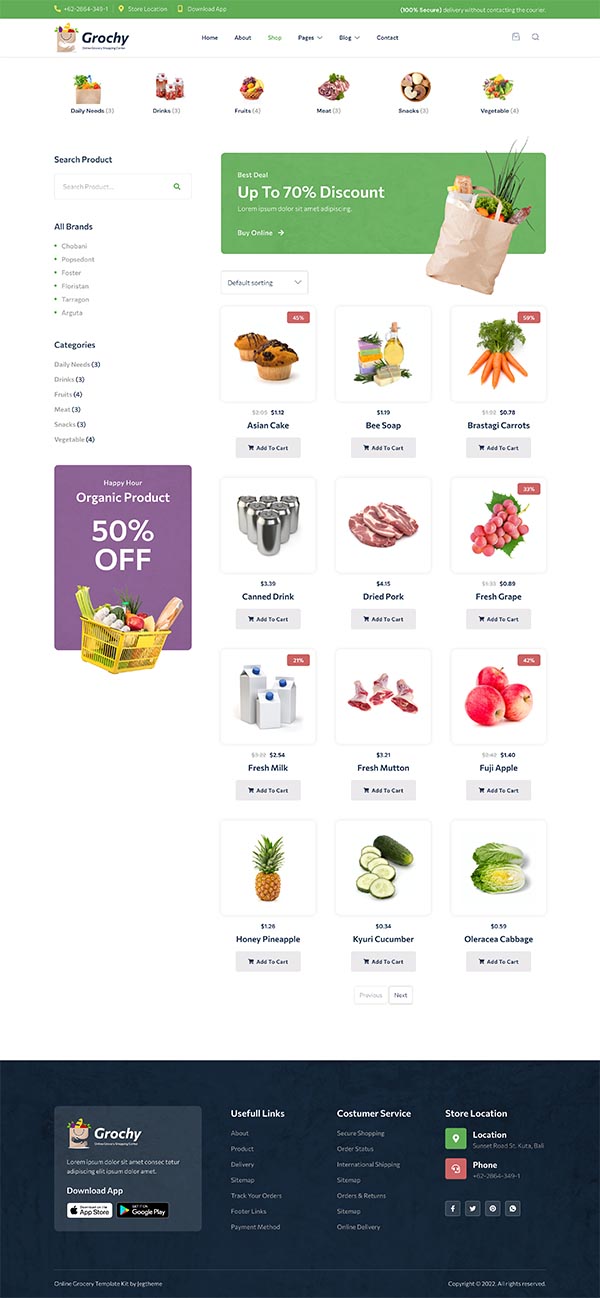 +62-2864-349-1 Store Location Download App (100% Secure) delivery without contacting the courier.
Grochy
Online Grocery Shopping Center
Home About Shop Pages Blog Contact
Daily Needs (3) Drinks (3) Fruits (4) Meat (3) Snacks (3) Vegetable (4)
Search Product
Search Product...
All Brands
Chobani
Popsedont
Foster
Floristan
Tarragon
Arguta
Categories
Daily Needs (3)
Drinks (3)
Fruits (4)
Meat (3)
Snacks (3)
Vegetable (4)
Happy Hour
Organic Product
50%
OFF
Best Deal
Up To 70% Discount
Lorem ipsum dolor sit amet adipiscing.
Buy Online
Default sorting
45% 59%
$2.05 $1.12 $1.19 $1.92 $0.78
Asian Cake Bee Soap Brastagi Carrots
Add To Cart Add To Cart Add To Cart
33%
$3.39 $4.15 $1.33 $0.89
Canned Drink Dried Pork Fresh Grape
Add To Cart Add To Cart Add To Cart
21% 42%
$3.22 $2.54 $3.21 $2.42 $1.40
Fresh Milk Fresh Mutton Fuji Apple
Add To Cart Add To Cart Add To Cart
$1.26 $0.34 $0.59
Honey Pineapple Kyuri Cucumber Oleracea Cabbage
Add To Cart Add To Cart Add To Cart
Previous Next
Grochy
Online Grocery Shopping Center
Lorem ipsum dolor sit amet consec tetur
adipiscing elit ipsum dolor amet.
Download App
Download on the
App Store
GET IT ON
Google Play
Usefull Links
About
Product
Delivery
Sitemap
Track Your Orders
Footer Links
Payment Method
Costumer Service
Secure Shopping
Order Status
International Shipping
Sitemap
Orders & Returns
Sitemap
Online Delivery
Store Location
Location
Sunset Road St. Kuta, Bali
Phone
+62-2864-349-1
Online Grocery Template Kit by Jegtheme Copyright © 2022. All rights reserved.